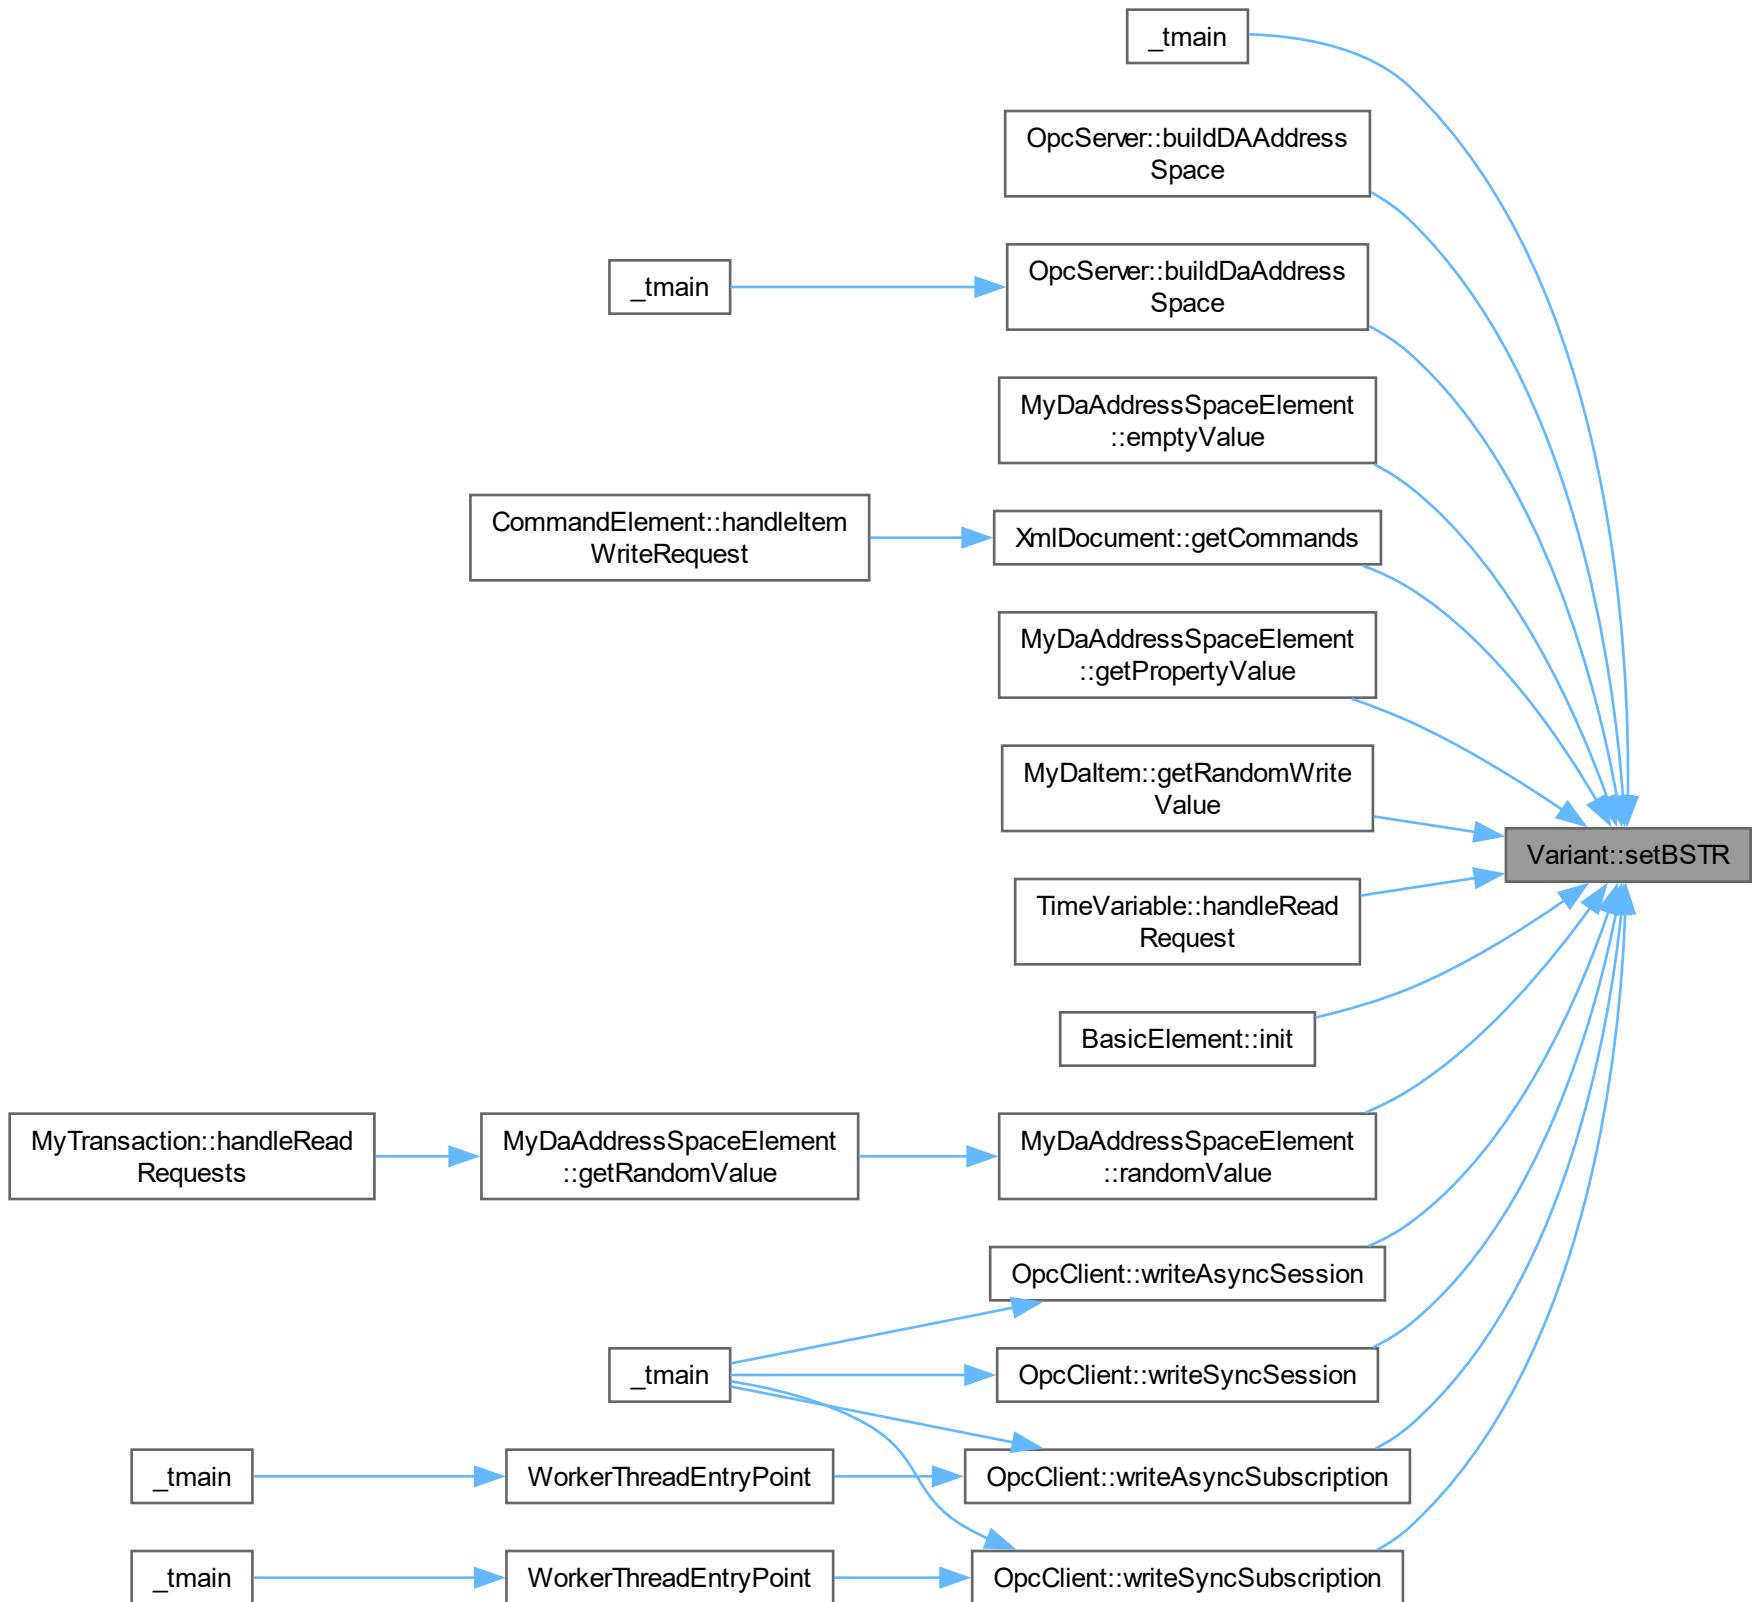 _tmain
OpcServer::buildDAAddress
Space
_tmain
OpcServer::buildDaAddress
Space
MyDaAddressSpaceElement
::emptyValue
CommandElement::handleItem
WriteRequest
XmlDocument::getCommands
MyDaAddressSpaceElement
::getPropertyValue
MyDaItem::getRandomWrite
Value
Variant::setBSTR
TimeVariable::handleRead
Request
BasicElement::init
MyTransaction::handleRead
Requests
MyDaAddressSpaceElement
::getRandomValue
MyDaAddressSpaceElement
::randomValue
OpcClient::writeAsyncSession
_tmain
OpcClient::writeSyncSession
_tmain
WorkerThreadEntryPoint
OpcClient::writeAsyncSubscription
_tmain
WorkerThreadEntryPoint
OpcClient::writeSyncSubscription